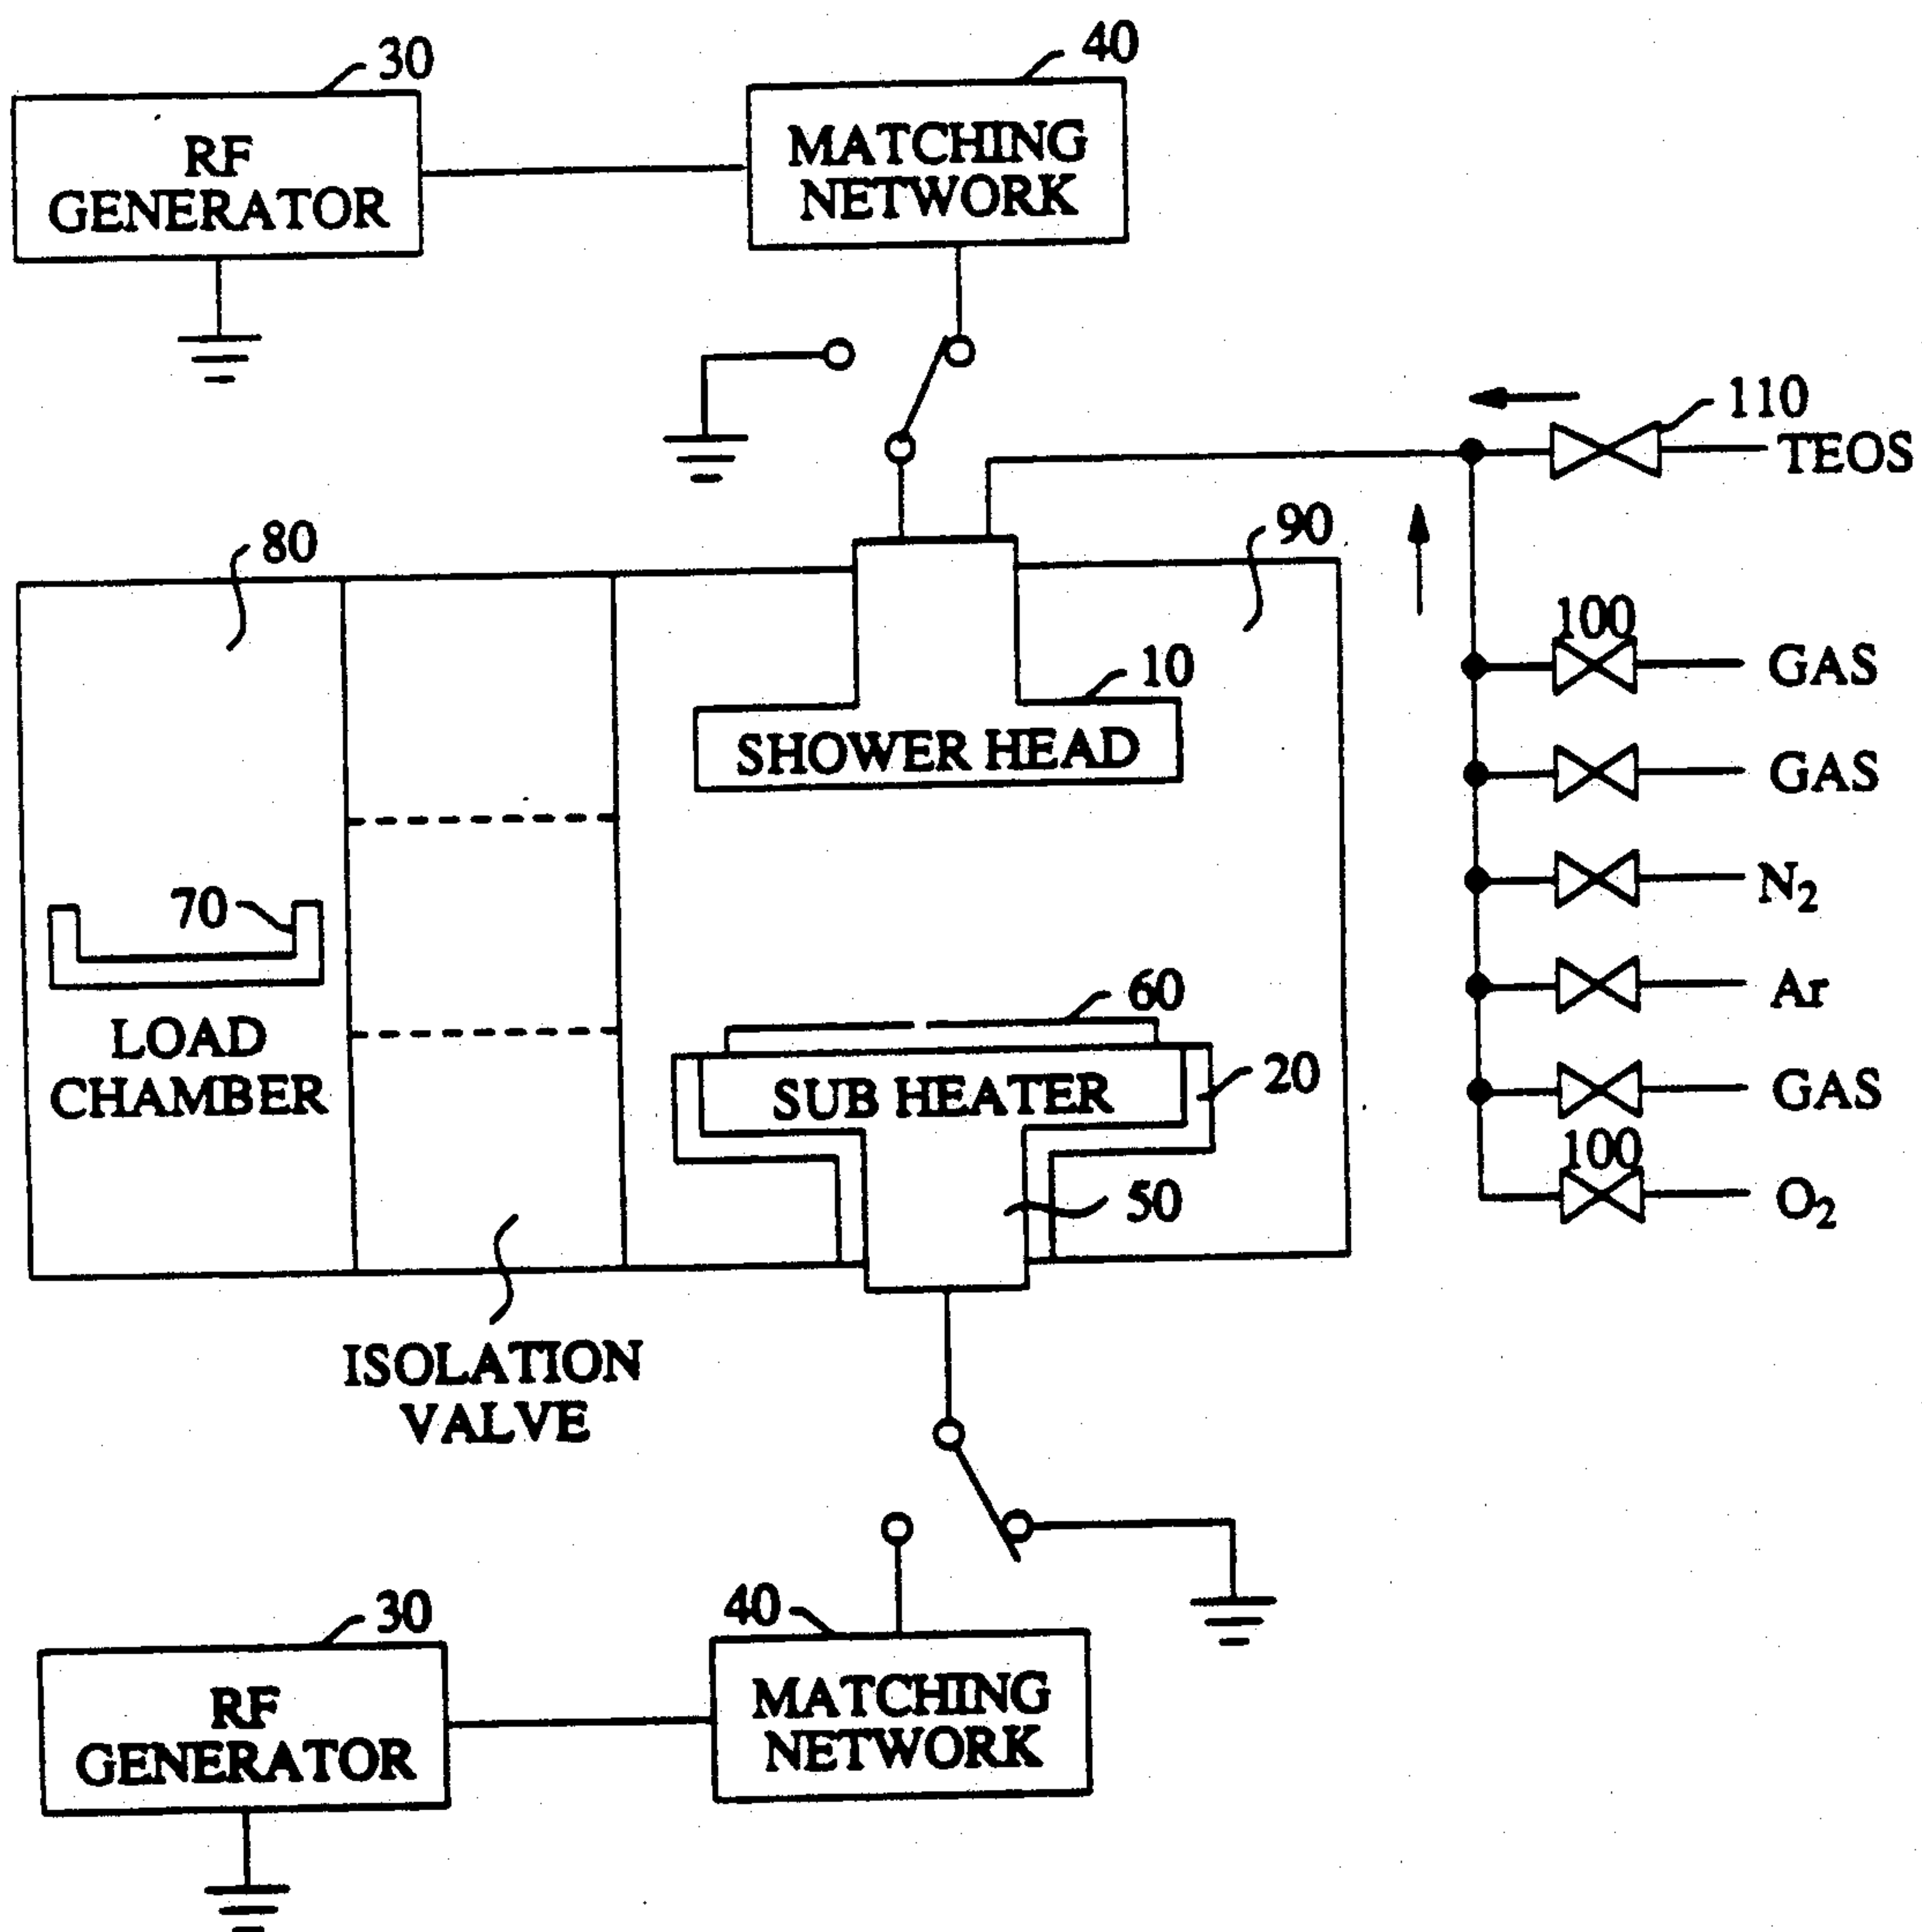 30
RF
GENERATOR
40
MATCHING
NETWORK
110
TEOS
80
90
100
GAS
10
SHOWER HEAD
GAS
70
N2
Ar
60
LOAD
CHAMBER
SUB HEATER
20
GAS
100
50
O2
ISOLATION
VALVE
30
RF
GENERATOR
40
MATCHING
NETWORK